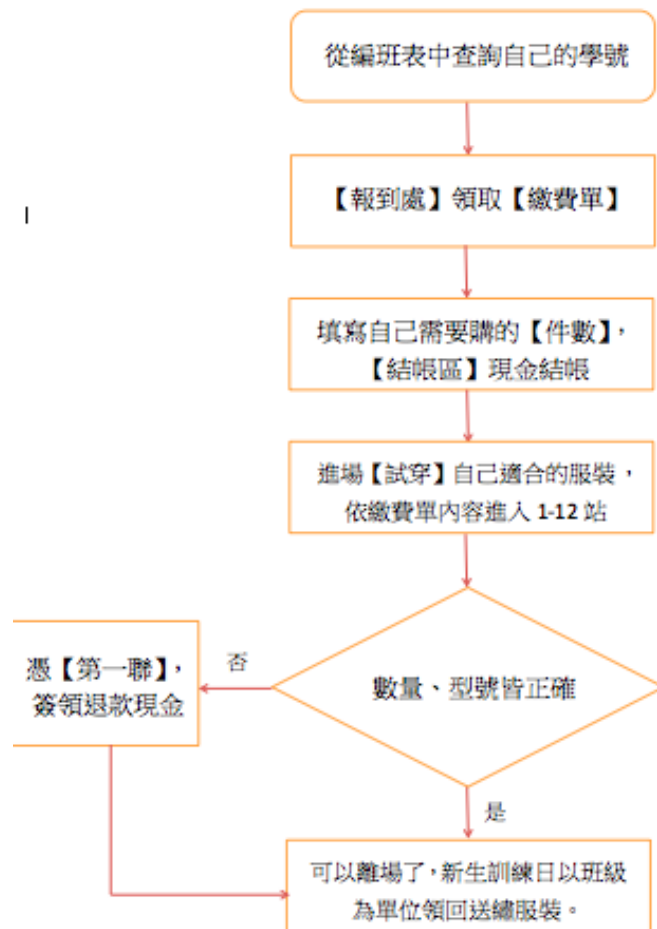 從編班表中查詢自己的學號
【報到處】領取【繳費單】
填寫自己需要購的【件數】,
【結帳區】現金結帳
進場【試穿】自己適合的服裝,
依繳費單內容進入 1-12 站
數量、型號皆正確
否
憑【第一聯】,
簽領退款現金
是
可以離場了,新生訓練日以班級
為單位領回送繡服裝。